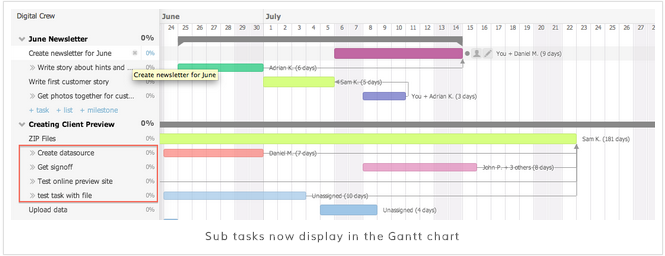 Digital Crew 0% June July
24 25 26 27 28 29 30 1 2 3 4 5 6 7 8 9 10 11 12 13 14 15 16 17 18 19 20 21 22 23 24 25 26 27 28
June Newsletter 0%
Create newsletter for June 0% You + Daniel M. (9 days)
Write story about hints and ... 0% Adrian K. (6 days)
Create newsletter for June
Write first customer story 0% Sam K. (5 days)
Get photos together for cust... 0% You + Adrian K. (3 days)
+ task + list + milestone
Creating Client Preview 0%
ZIP Files 0% Sam K. (181 days)
Create datasource 0% Daniel M. (7 days)
Get signoff 0% John P. + 3 others (8 days)
Test online preview site 0%
test task with file 0% Unassigned (10 days)
Upload data 0% Unassigned (4 days)
Sub tasks now display in the Gantt chart